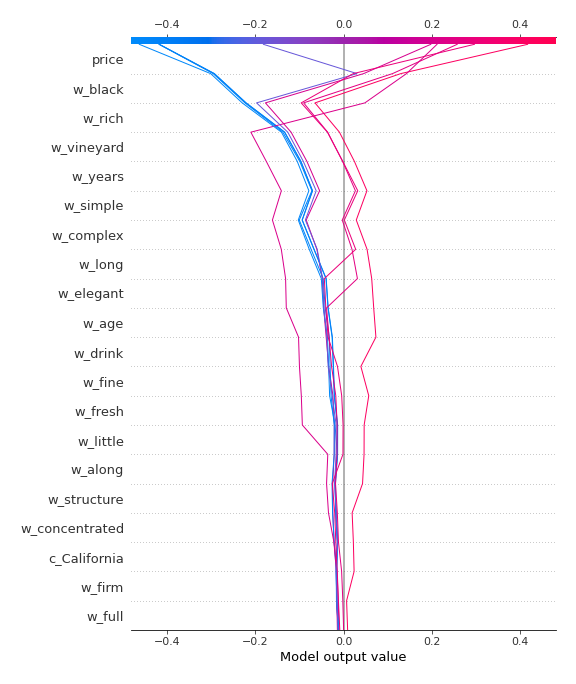 −0.4 −0.2 0.0 0.2 0.4
price
w_black
w_rich
w_vineyard
w_years
w_simple
w_complex
w_long
w_elegant
w_age
w_drink
w_fine
w_fresh
w_little
w_along
w_structure
w_concentrated
c_California
w_firm
w_full
−0.4 −0.2 0.0 0.2 0.4
Model output value